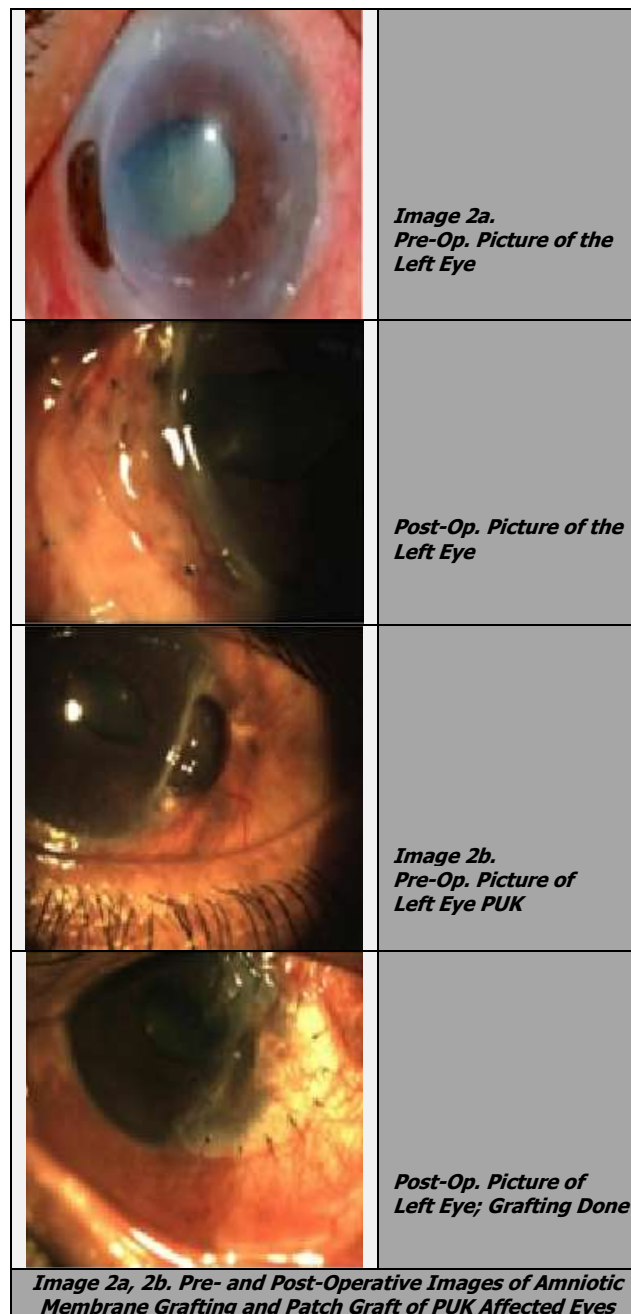 Image 2a.
Pre-Op. Picture of the
Left Eye
Post-Op. Picture of the
Left Eye
Image 2b.
Pre-Op. Picture of
Left Eye PUK
Post-Op. Picture of
Left Eye; Grafting Done
Image 2a, 2b. Pre- and Post-Operative Images of Amniotic
Membrane Grafting and Patch Graft of PUK Affected Eyes